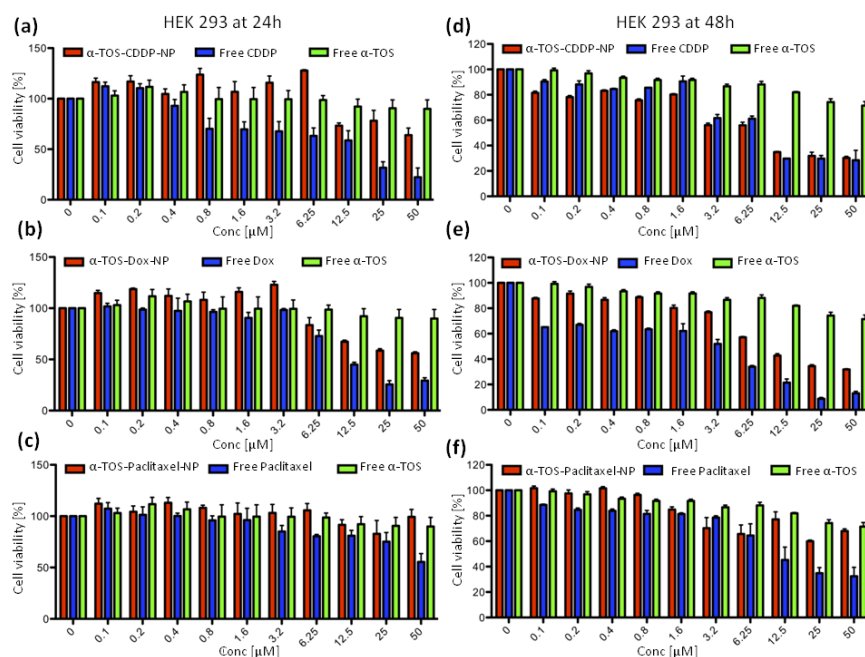 HEK 293 at 24h
(a)
α-TOS-CDDP-NP Free CDDP Free α-TOS
Cell viability [%]
150
100
50
0
0 0.1 0.2 0.4 0.8 1.6 3.2 6.25 12.5 25 50
Conc [µM]
(b)
α-TOS-Dox-NP Free Dox Free α-TOS
Cell viability [%]
150
100
50
0
0 0.1 0.2 0.4 0.8 1.6 3.2 6.25 12.5 25 50
Conc [µM]
(c)
α-TOS-Paclitaxel-NP Free Paclitaxel Free α-TOS
Cell viability [%]
150
100
50
0
0 0.1 0.2 0.4 0.8 1.6 3.2 6.25 12.5 25 50
Conc [µM]
HEK 293 at 48h
(d)
α-TOS-CDDP-NP Free CDDP Free α-TOS
Cell viability [%]
120
100
80
60
40
20
0
0 0.1 0.2 0.4 0.8 1.6 3.2 6.25 12.5 25 50
Conc [µM]
(e)
α-TOS-Dox-NP Free Dox Free α-TOS
Cell viability [%]
120
100
80
60
40
20
0
0 0.1 0.2 0.4 0.8 1.6 3.2 6.25 12.5 25 50
Conc [µM]
(f)
α-TOS-Paclitaxel-NP Free Paclitaxel Free α-TOS
Cell viability [%]
120
100
80
60
40
20
0
0 0.1 0.2 0.4 0.8 1.6 3.2 6.25 12.5 25 50
Conc [µM]